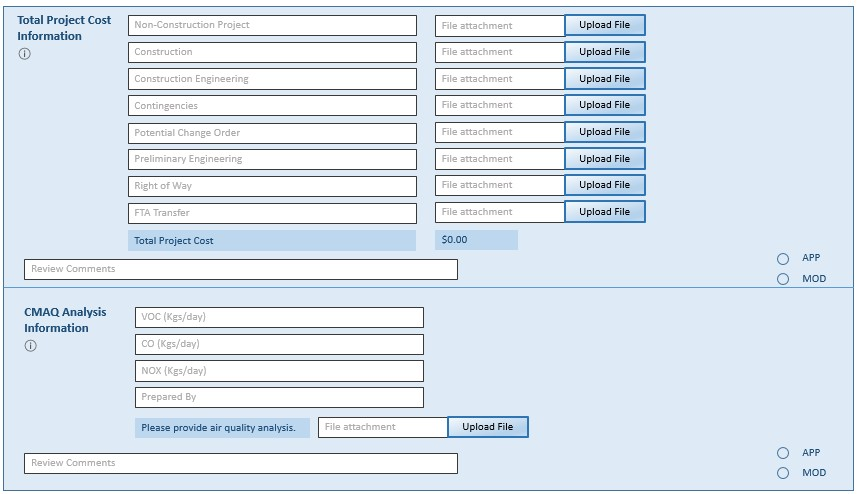 Total Project Cost
Information
Non-Construction Project
File attachment
Upload File
Construction
File attachment
Upload File
Construction Engineering
File attachment
Upload File
Contingencies
File attachment
Upload File
Potential Change Order
File attachment
Upload File
Preliminary Engineering
File attachment
Upload File
Right of Way
File attachment
Upload File
FTA Transfer
File attachment
Upload File
Total Project Cost
$0.00
Review Comments
APP
MOD
CMAQ Analysis
Information
VOC (Kgs/day)
CO (Kgs/day)
NOX (Kgs/day)
Prepared By
Please provide air quality analysis.
File attachment
Upload File
Review Comments
APP
MOD